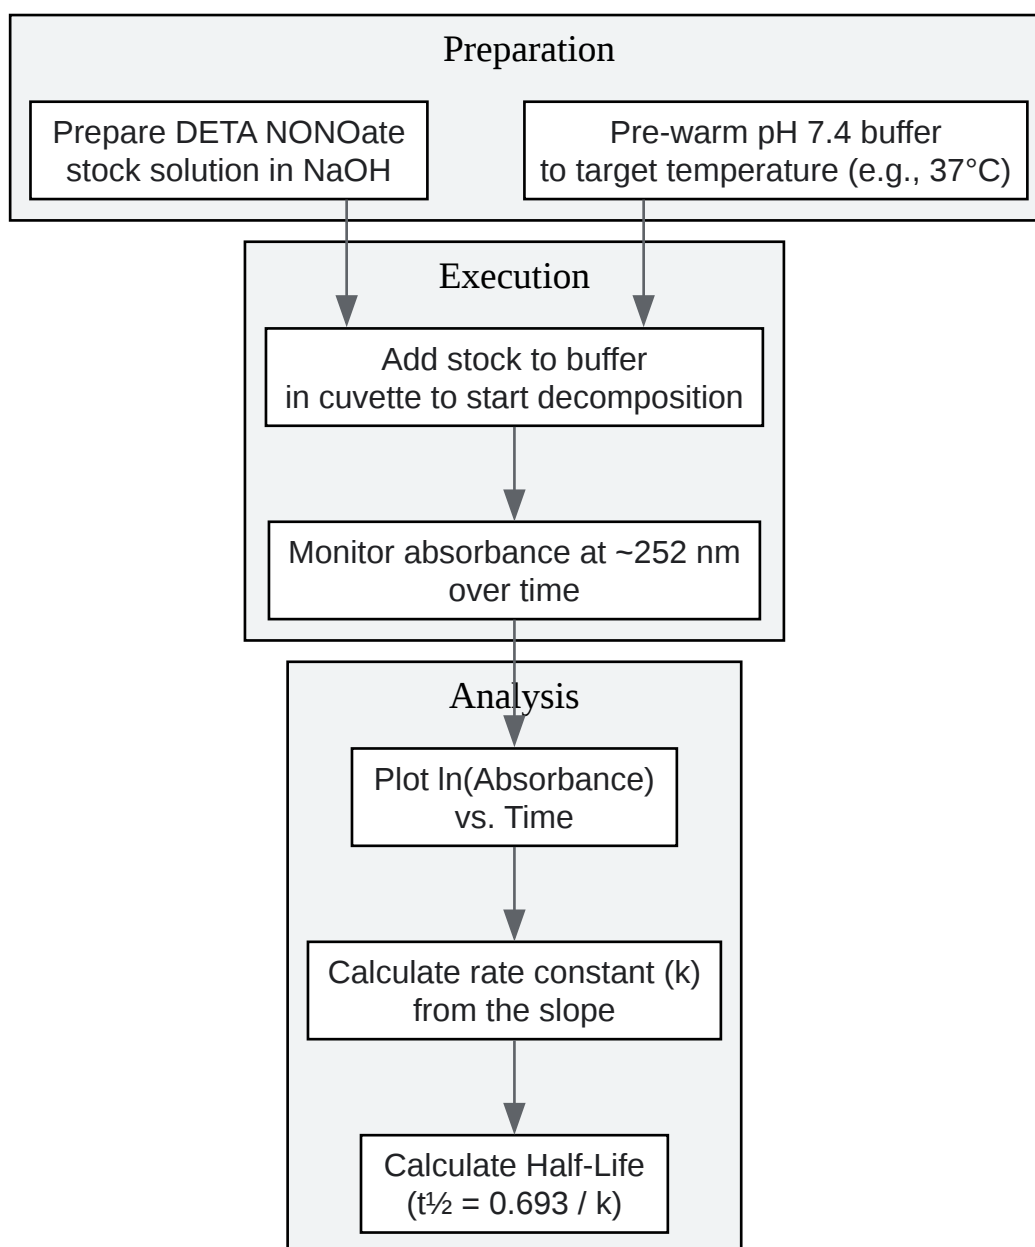 Preparation
Prepare DETA NONOate
stock solution in NaOH
Pre-warm pH 7.4 buffer
to target temperature (e.g., 37°C)
Execution
Add stock to buffer
in cuvette to start decomposition
Monitor absorbance at ~252 nm
over time
Analysis
Plot ln(Absorbance)
vs. Time
Calculate rate constant (k)
from the slope
Calculate Half-Life
(t½ = 0.693 / k)